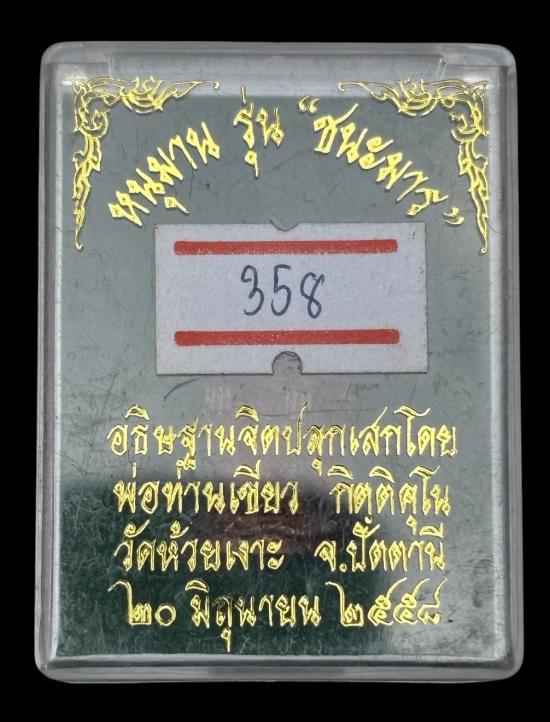 หนุมาน รุ่น “ชนะมาร”
358
อธิษฐานจิตปลุกเสกโดย
พ่อท่านเขียว กิตติคุโน
วัดห้วยเงาะ จ.ปัตตานี
๒๐ มิถุนายน ๒๕๕๘